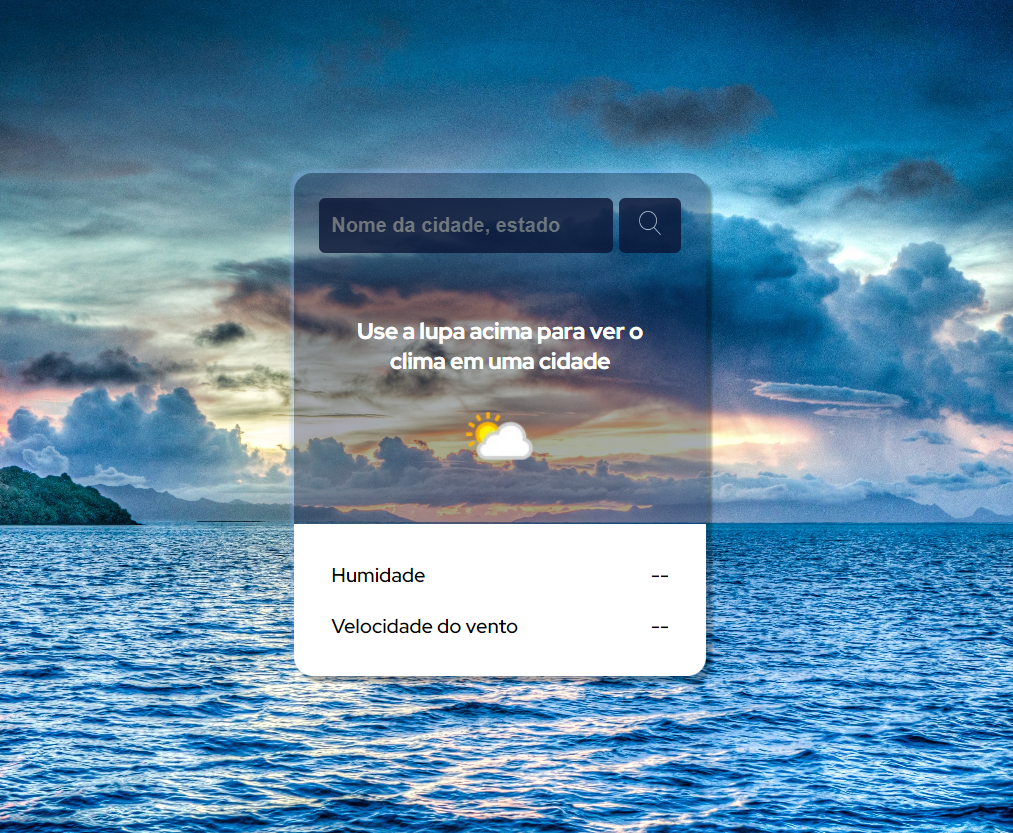 Nome da cidade, estado
Use a lupa acima para ver o
clima em uma cidade
Humidade --
Velocidade do vento --